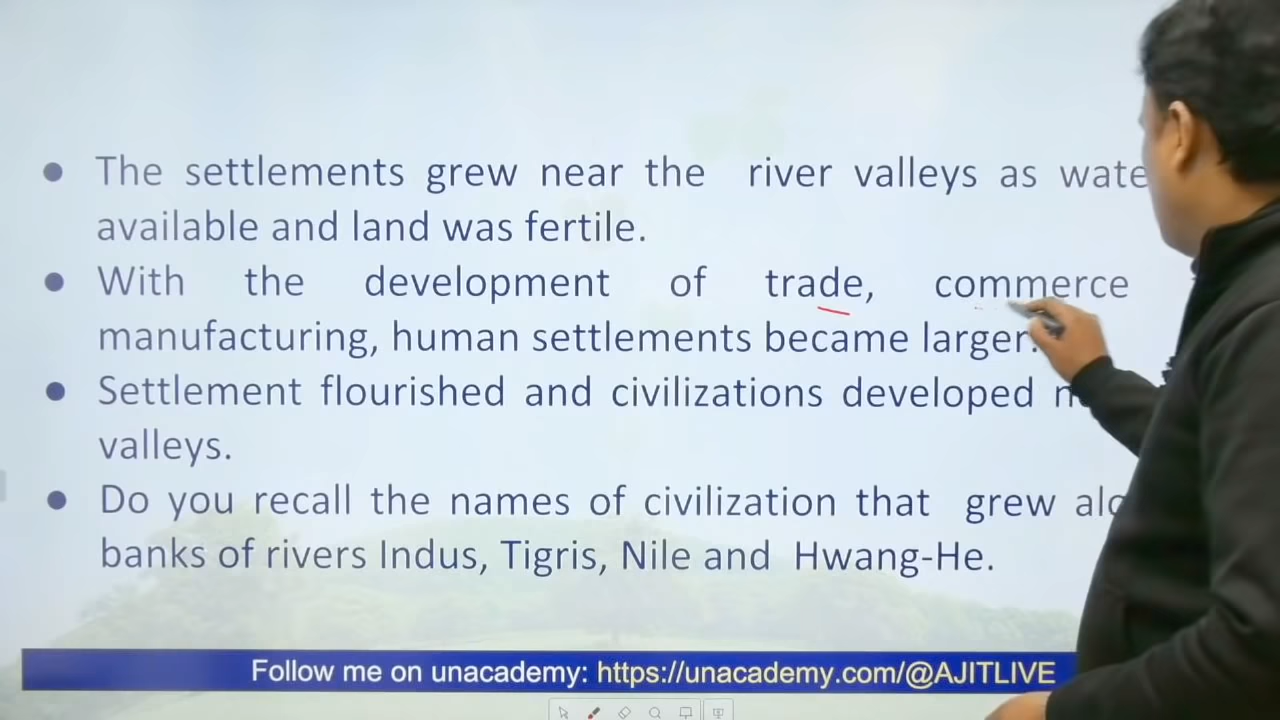 • The settlements grew near the river valleys as wate
available and land was fertile.
• With the development of trade, commerce
manufacturing, human settlements became larger.
• Settlement flourished and civilizations developed
valleys.
• Do you recall the names of civilization that grew
banks of rivers Indus, Tigris, Nile and Hwang-He.
Follow me on unacademy: https://unacademy.com/@AJITLIVE